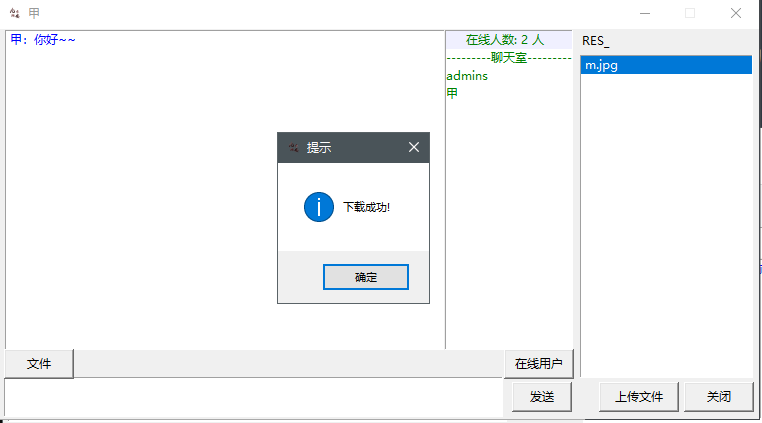 甲
甲：你好~~
在线人数: 2 人
---------聊天室---------
admins
甲
RES_
m.jpg
提示
下载成功!
确定
文件
在线用户
发送
上传文件
关闭